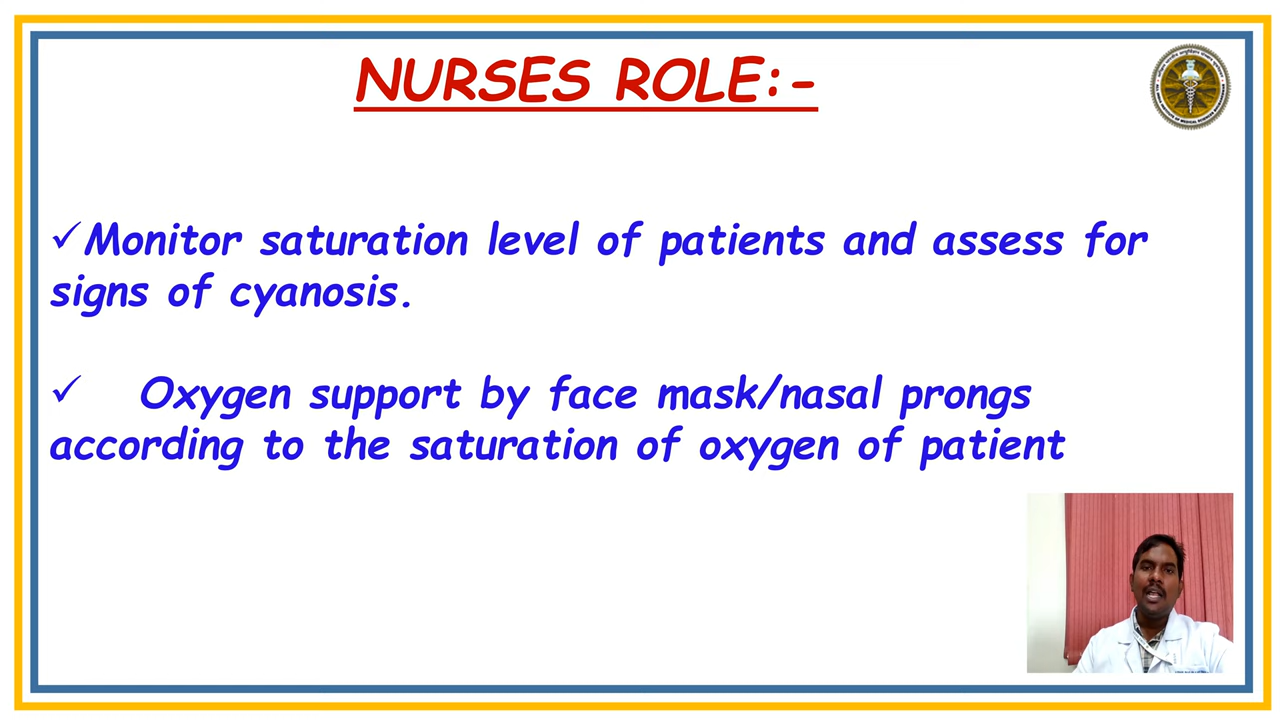 NURSES ROLE:-
✓Monitor saturation level of patients and assess for
signs of cyanosis.
✓ Oxygen support by face mask/nasal prongs
according to the saturation of oxygen of patient